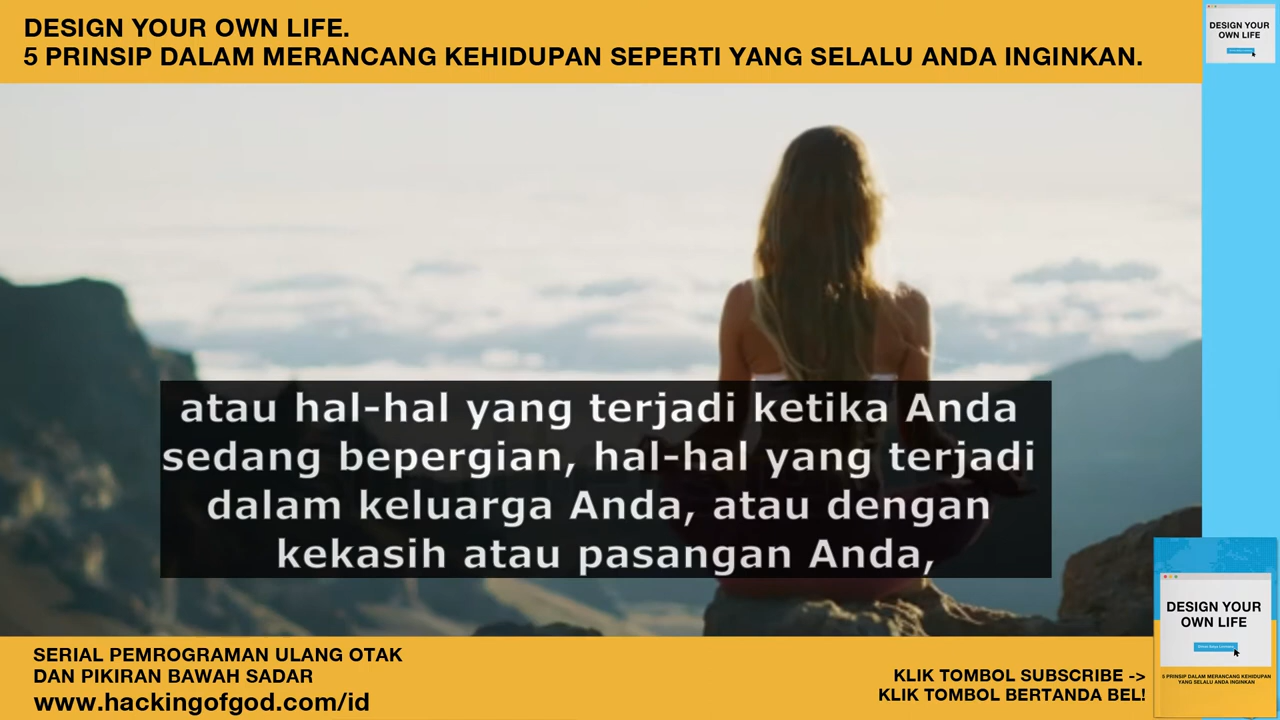 DESIGN YOUR OWN LIFE.
5 PRINSIP DALAM MERANCANG KEHIDUPAN SEPERTI YANG SELALU ANDA INGINKAN.
DESIGN YOUR
OWN LIFE
atau hal-hal yang terjadi ketika Anda
sedang bepergian, hal-hal yang terjadi
dalam keluarga Anda, atau dengan
kekasih atau pasangan Anda,
SERIAL PEMROGRAMAN ULANG OTAK
DAN PIKIRAN BAWAH SADAR
www.hackingofgod.com/id
KLIK TOMBOL SUBSCRIBE ->
KLIK TOMBOL BERTANDA BEL!
DESIGN YOUR
OWN LIFE
5 PRINSIP DALAM MERANCANG KEHIDUPAN
YANG SELALU ANDA INGINKAN